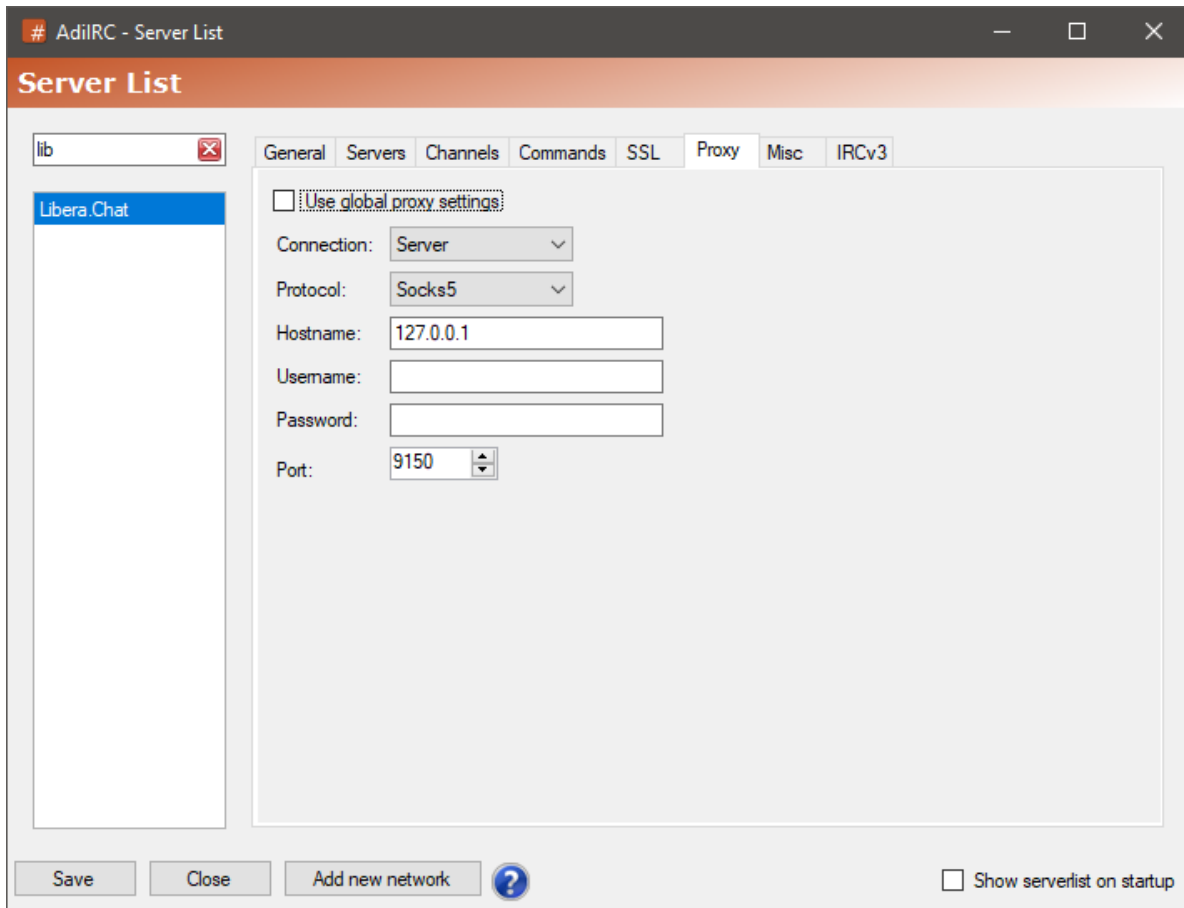 # AdiIRC - Server List
Server List
lib
Libera.Chat
General Servers Channels Commands SSL Proxy Misc IRCv3
Use global proxy settings
Connection: Server
Protocol: Socks5
Hostname: 127.0.0.1
Username:
Password:
Port: 9150
Save Close Add new network ? Show serverlist on startup